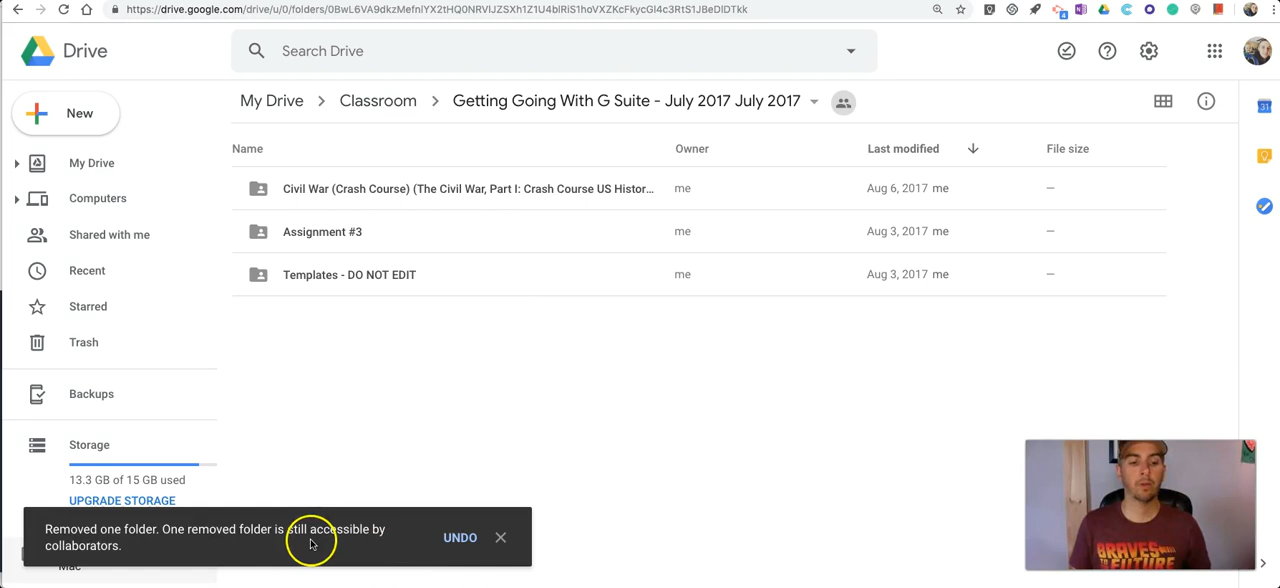 https://drive.google.com/drive/u/0/folders/0BwL6VA9dkzMefnlYX2tHQ0NRVlJZSXh1Z1U4blRiS1hoVXZKcFkycGl4c3RtS1JBeDlDTkk
4
Drive
Search Drive
New
My Drive
Computers
Shared with me
Recent
Starred
Trash
Backups
Storage
13.3 GB of 15 GB used
UPGRADE STORAGE
Mac
My Drive > Classroom > Getting Going With G Suite - July 2017 July 2017
Name Owner Last modified File size
Civil War (Crash Course) (The Civil War, Part I: Crash Course US Histor... me Aug 6, 2017 me —
Assignment #3 me Aug 3, 2017 me —
Templates - DO NOT EDIT me Aug 3, 2017 me —
31
Removed one folder. One removed folder is still accessible by
collaborators.
UNDO
BRAVES
TO FUTURE